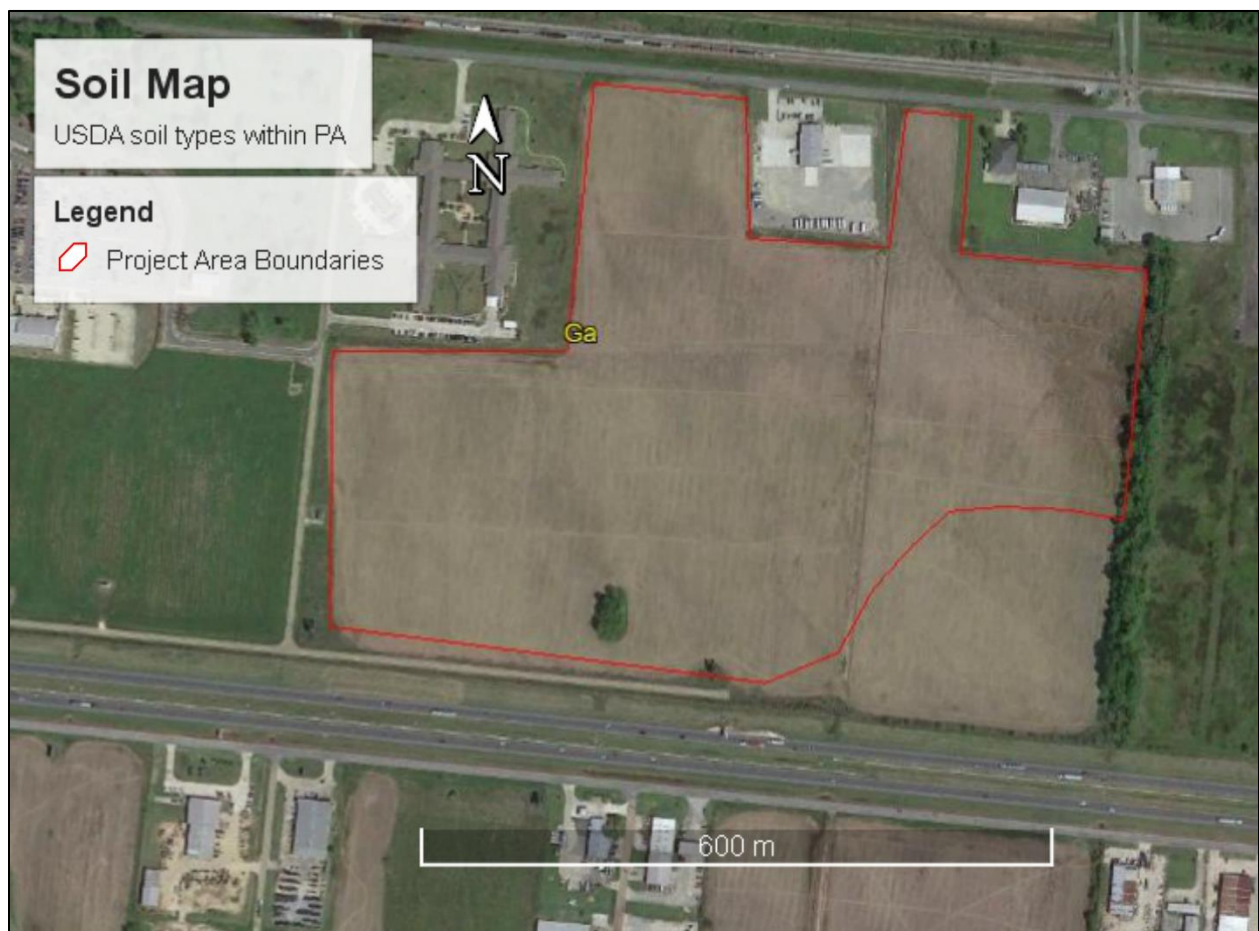 Soil Map
USDA soil types within PA
N
Legend
Project Area Boundaries
Ga
600 m